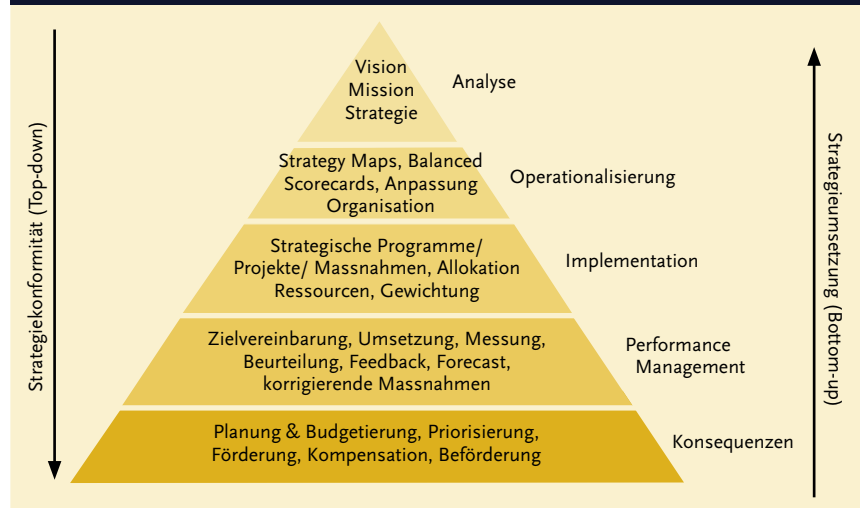 Strategiekonformität (Top-down)
Vision
Mission
Strategie
Analyse
Strategy Maps, Balanced
Scorecards, Anpassung
Organisation
Operationalisierung
Strategische Programme/
Projekte/ Massnahmen, Allokation
Ressourcen, Gewichtung
Implementation
Zielvereinbarung, Umsetzung, Messung,
Beurteilung, Feedback, Forecast,
korrigierende Massnahmen
Performance
Management
Planung & Budgetierung, Priorisierung,
Förderung, Kompensation, Beförderung
Konsequenzen
Strategieumsetzung (Bottom-up)